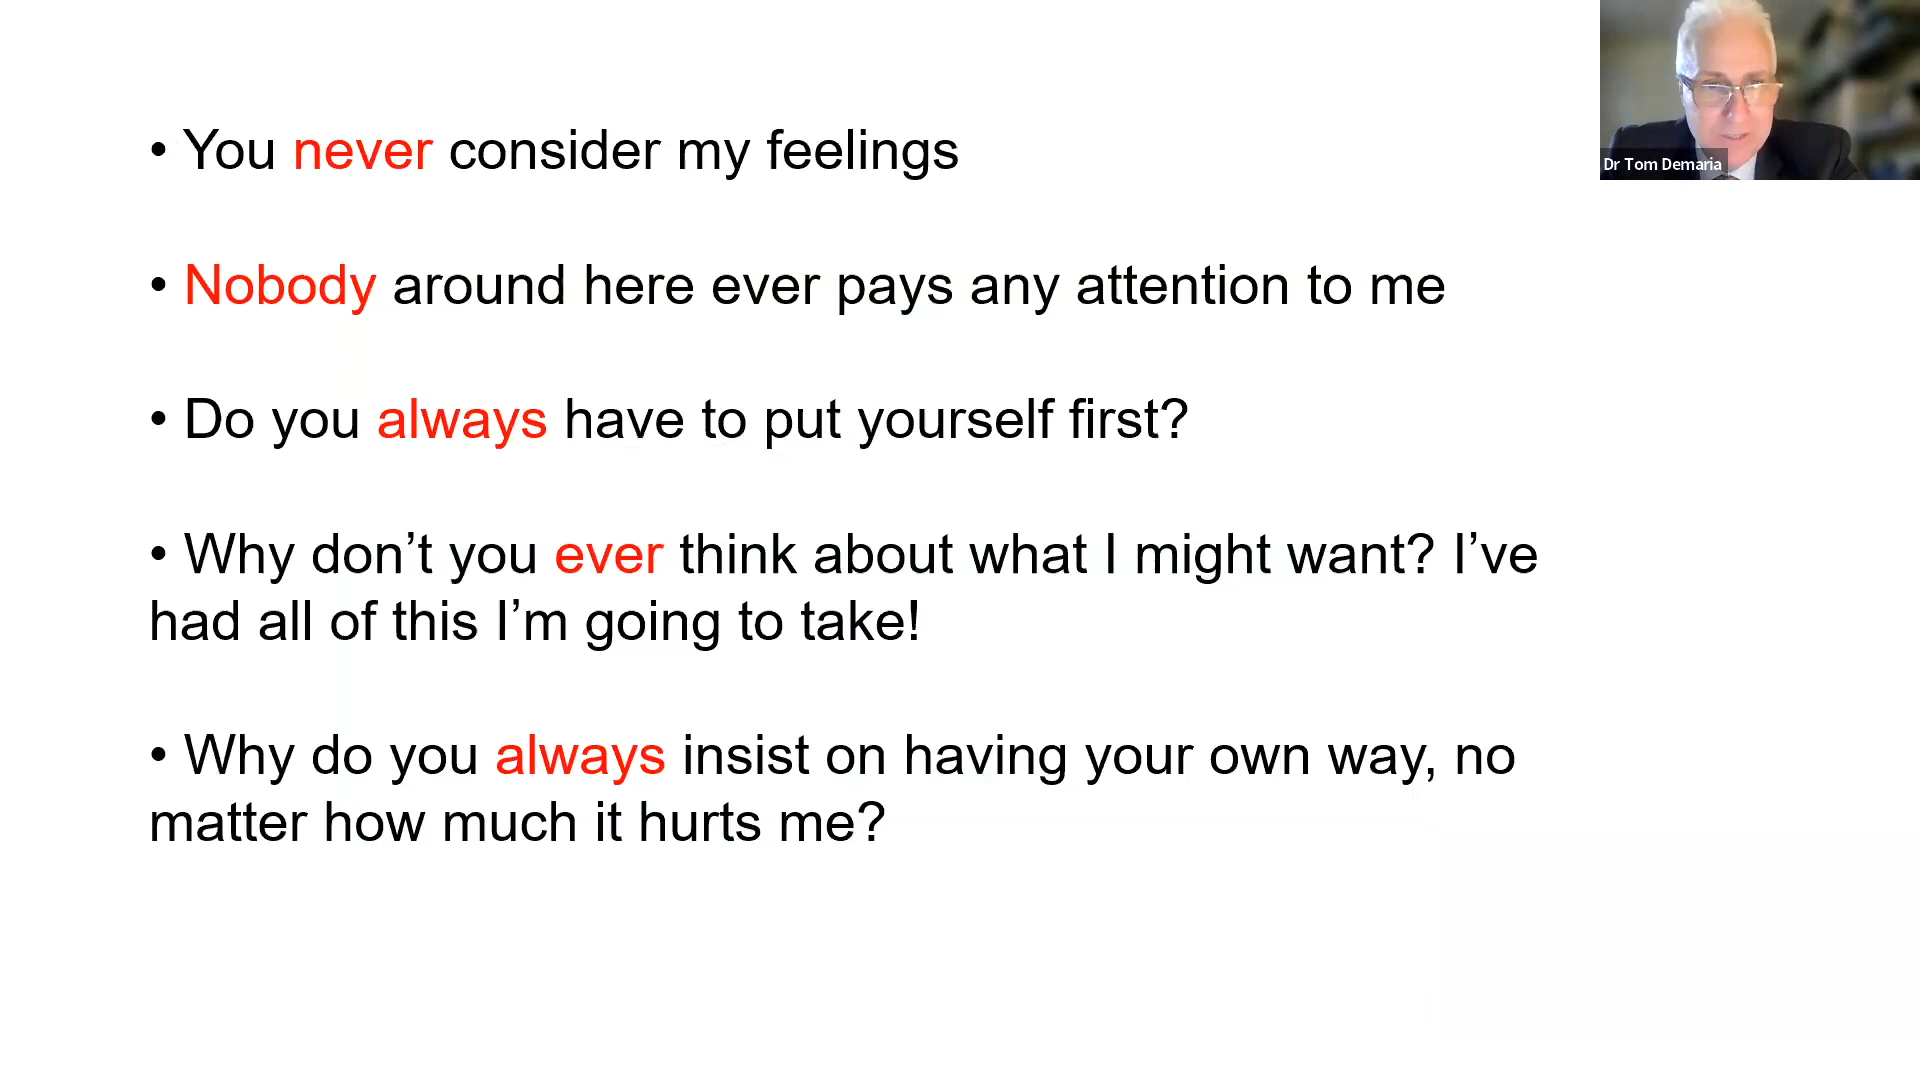 • You never consider my feelings
• Nobody around here ever pays any attention to me
• Do you always have to put yourself first?
• Why don’t you ever think about what I might want? I’ve
had all of this I’m going to take!
• Why do you always insist on having your own way, no
matter how much it hurts me?
Dr Tom Demaria